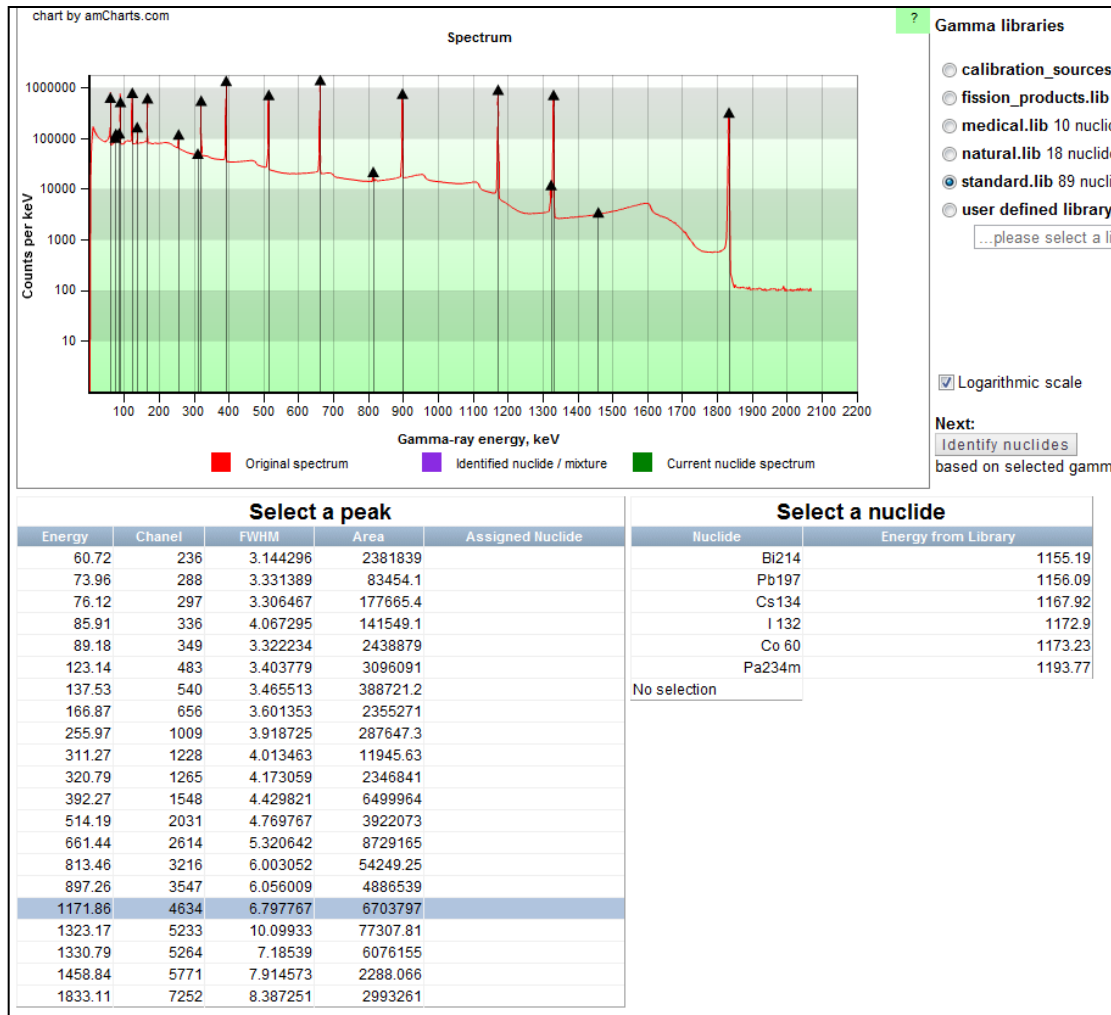 chart by amCharts.com
?
Spectrum
Counts per keV
1000000
100000
10000
1000
100
10
100 200 300 400 500 600 700 800 900 1000 1100 1200 1300 1400 1500 1600 1700 1800 1900 2000 2100 2200
Gamma-ray energy, keV
Original spectrum Identified nuclide / mixture Current nuclide spectrum
Gamma libraries
calibration_sources
fission_products.lib
medical.lib 10 nuclid
natural.lib 18 nuclide
standard.lib 89 nucli
user defined library
...please select a li
Logarithmic scale
Next:
Identify nuclides
based on selected gamm
Select a peak
Energy Chanel FWHM Area Assigned Nuclide
60.72 236 3.144296 2381839
73.96 288 3.331389 83454.1
76.12 297 3.306467 177665.4
85.91 336 4.067295 141549.1
89.18 349 3.322234 2438879
123.14 483 3.403779 3096091
137.53 540 3.465513 388721.2
166.87 656 3.601353 2355271
255.97 1009 3.918725 287647.3
311.27 1228 4.013463 11945.63
320.79 1265 4.173059 2346841
392.27 1548 4.429821 6499964
514.19 2031 4.769767 3922073
661.44 2614 5.320642 8729165
813.46 3216 6.003052 54249.25
897.26 3547 6.056009 4886539
1171.86 4634 6.797767 6703797
1323.17 5233 10.09933 77307.81
1330.79 5264 7.18539 6076155
1458.84 5771 7.914573 2288.066
1833.11 7252 8.387251 2993261
Select a nuclide
Nuclide Energy from Library
Bi214 1155.19
Pb197 1156.09
Cs134 1167.92
I 132 1172.9
Co 60 1173.23
Pa234m 1193.77
No selection